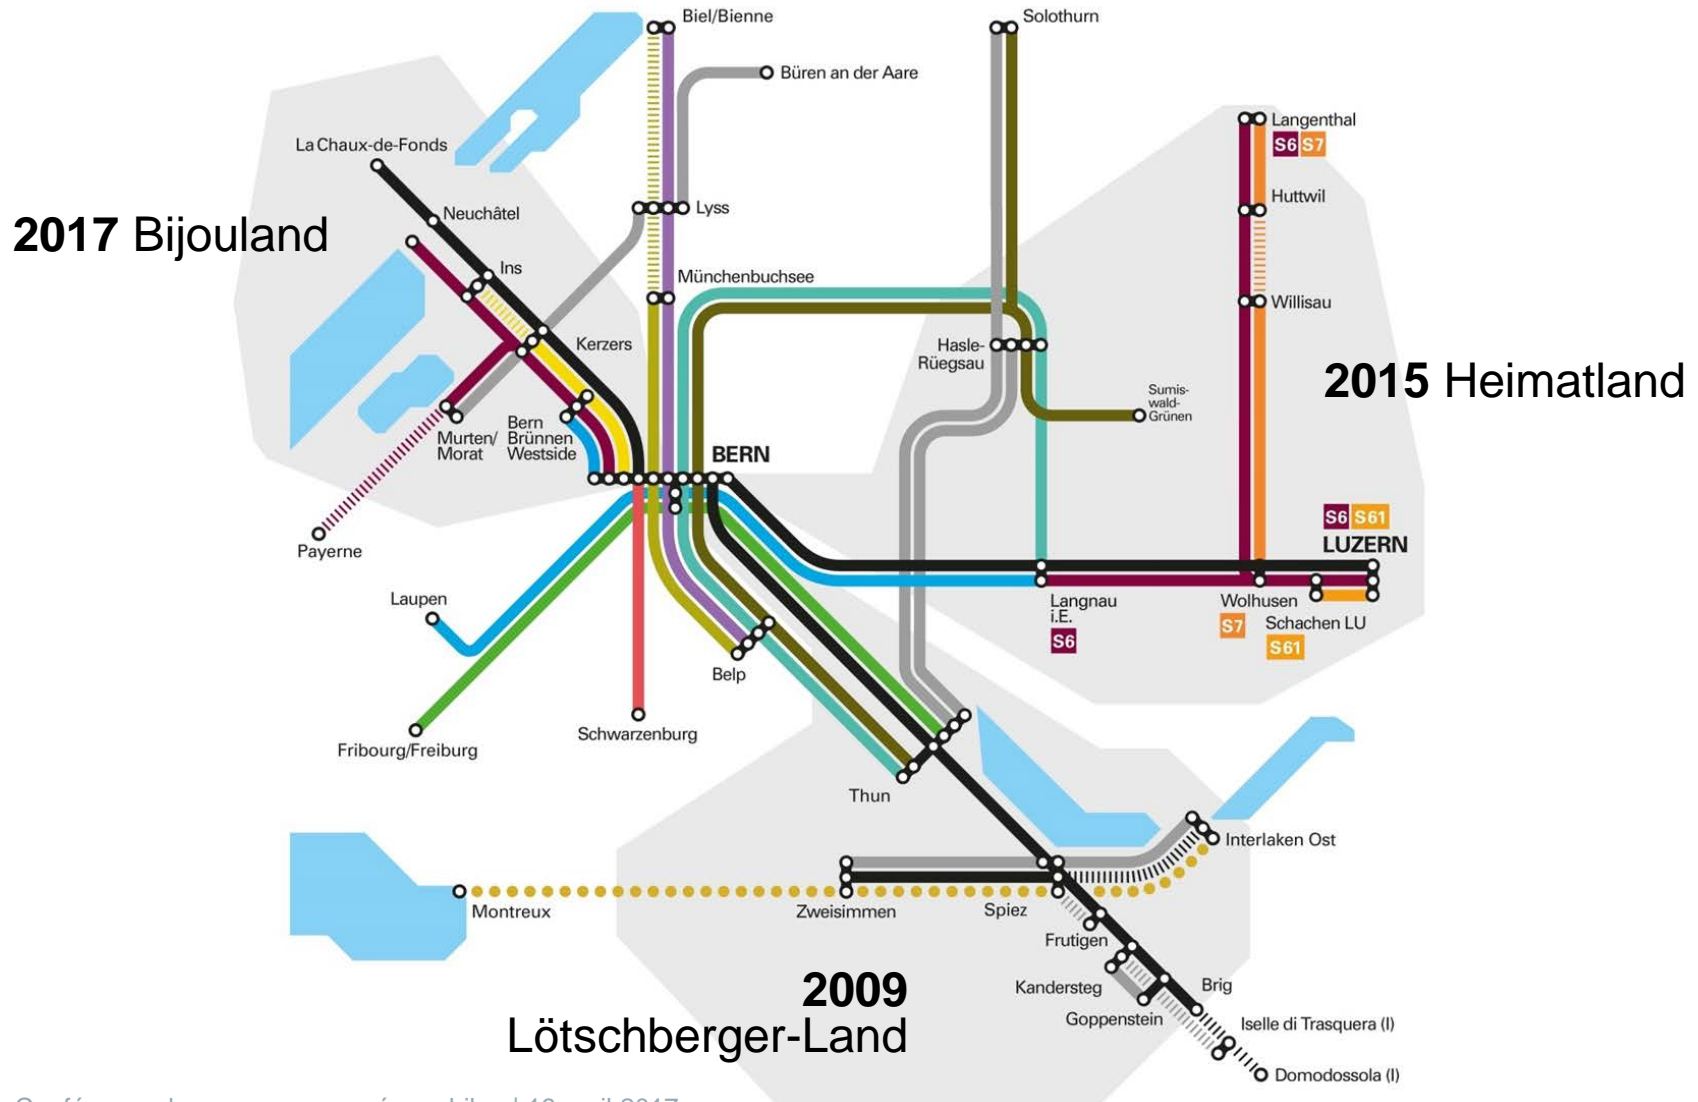 Biel/Bienne
Solothurn
Büren an der Aare
La Chaux-de-Fonds
Langenthal
S6 S7
Huttwil
Neuchâtel
Lyss
2017 Bijouland
Ins
Münchenbuchsee
Willisau
Kerzers
Hasle-
Rüegsau
2015 Heimatland
Sumis-
wald-
Grünen
Murten/
Morat
Bern
Brünnen
Westside
BERN
Payerne
S6 S61
LUZERN
Laupen
Langnau
i.E.
S6
Wolhusen
S7
Schachen LU
S61
Belp
Schwarzenburg
Fribourg/Freiburg
Thun
Interlaken Ost
Montreux
Zweisimmen
Spiez
Frutigen
Kandersteg
Goppenstein
Brig
2009
Lötschberger-Land
Iselle di Trasquera (I)
Domodossola (I)